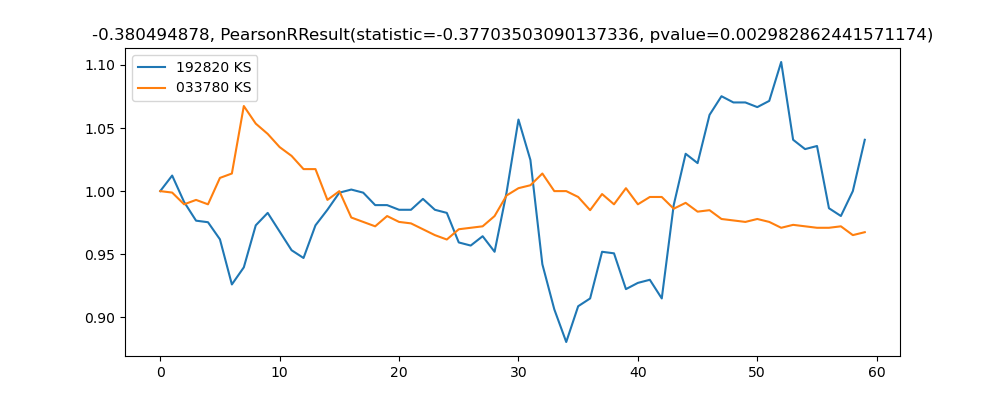 -0.380494878, PearsonRResult(statistic=-0.37703503090137336, pvalue=0.002982862441571174)
192820 KS
033780 KS
1.10
1.05
1.00
0.95
0.90
0 10 20 30 40 50 60